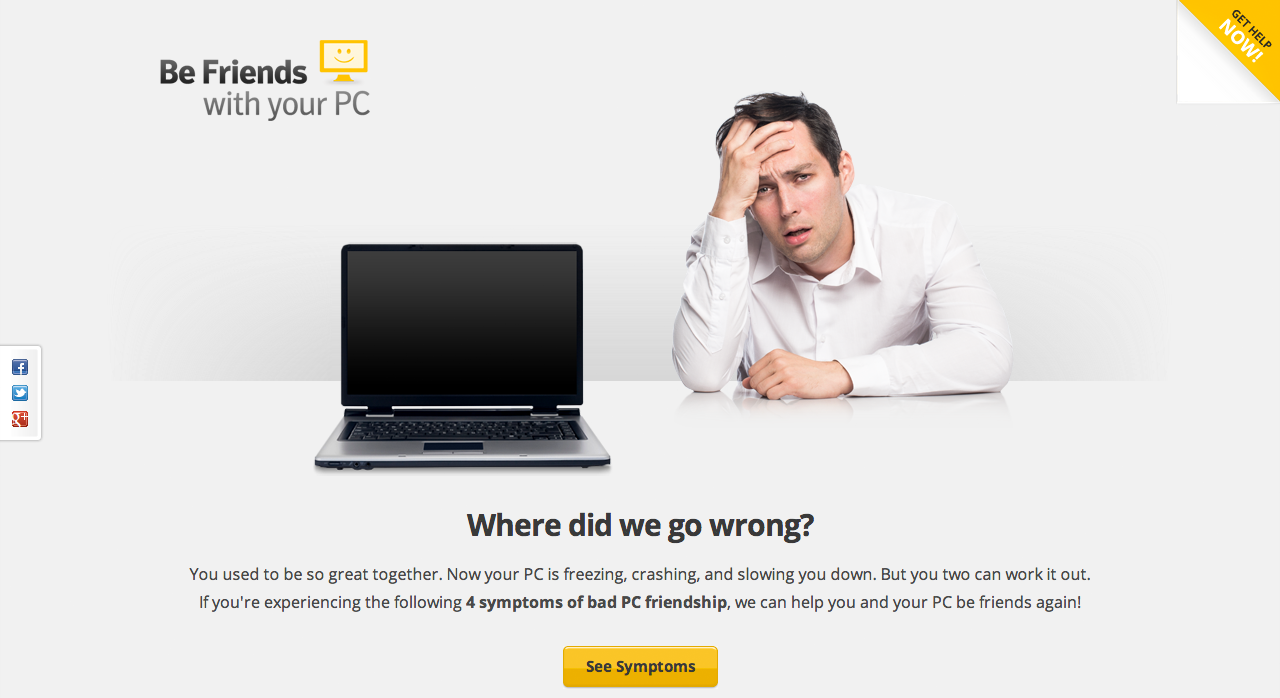 GET HELP
NOW!
Be Friends
with your PC
Where did we go wrong?
You used to be so great together. Now your PC is freezing, crashing, and slowing you down. But you two can work it out.
If you're experiencing the following 4 symptoms of bad PC friendship, we can help you and your PC be friends again!
See Symptoms